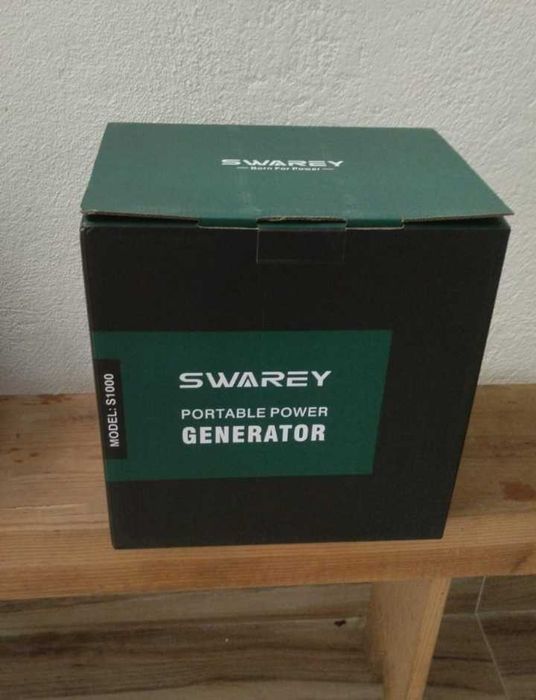 SWAREY
Born For Power
SWAREY
PORTABLE POWER
GENERATOR
MODEL: S1000